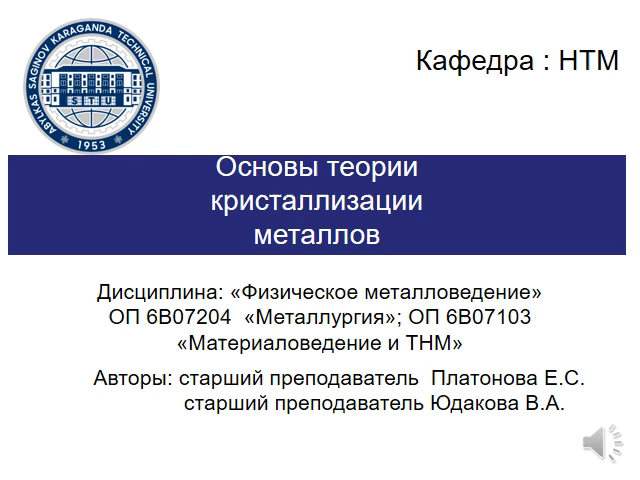 ABYLKAS SAGINOV KARAGANDA TECHNICAL UNIVERSITY
STU
1953
Кафедра : НТМ
Основы теории
кристаллизации
металлов
Дисциплина: «Физическое металловедение»
ОП 6В07204 «Металлургия»; ОП 6В07103
«Материаловедение и ТНМ»
Авторы: старший преподаватель Платонова Е.С.
старший преподаватель Юдакова В.А.